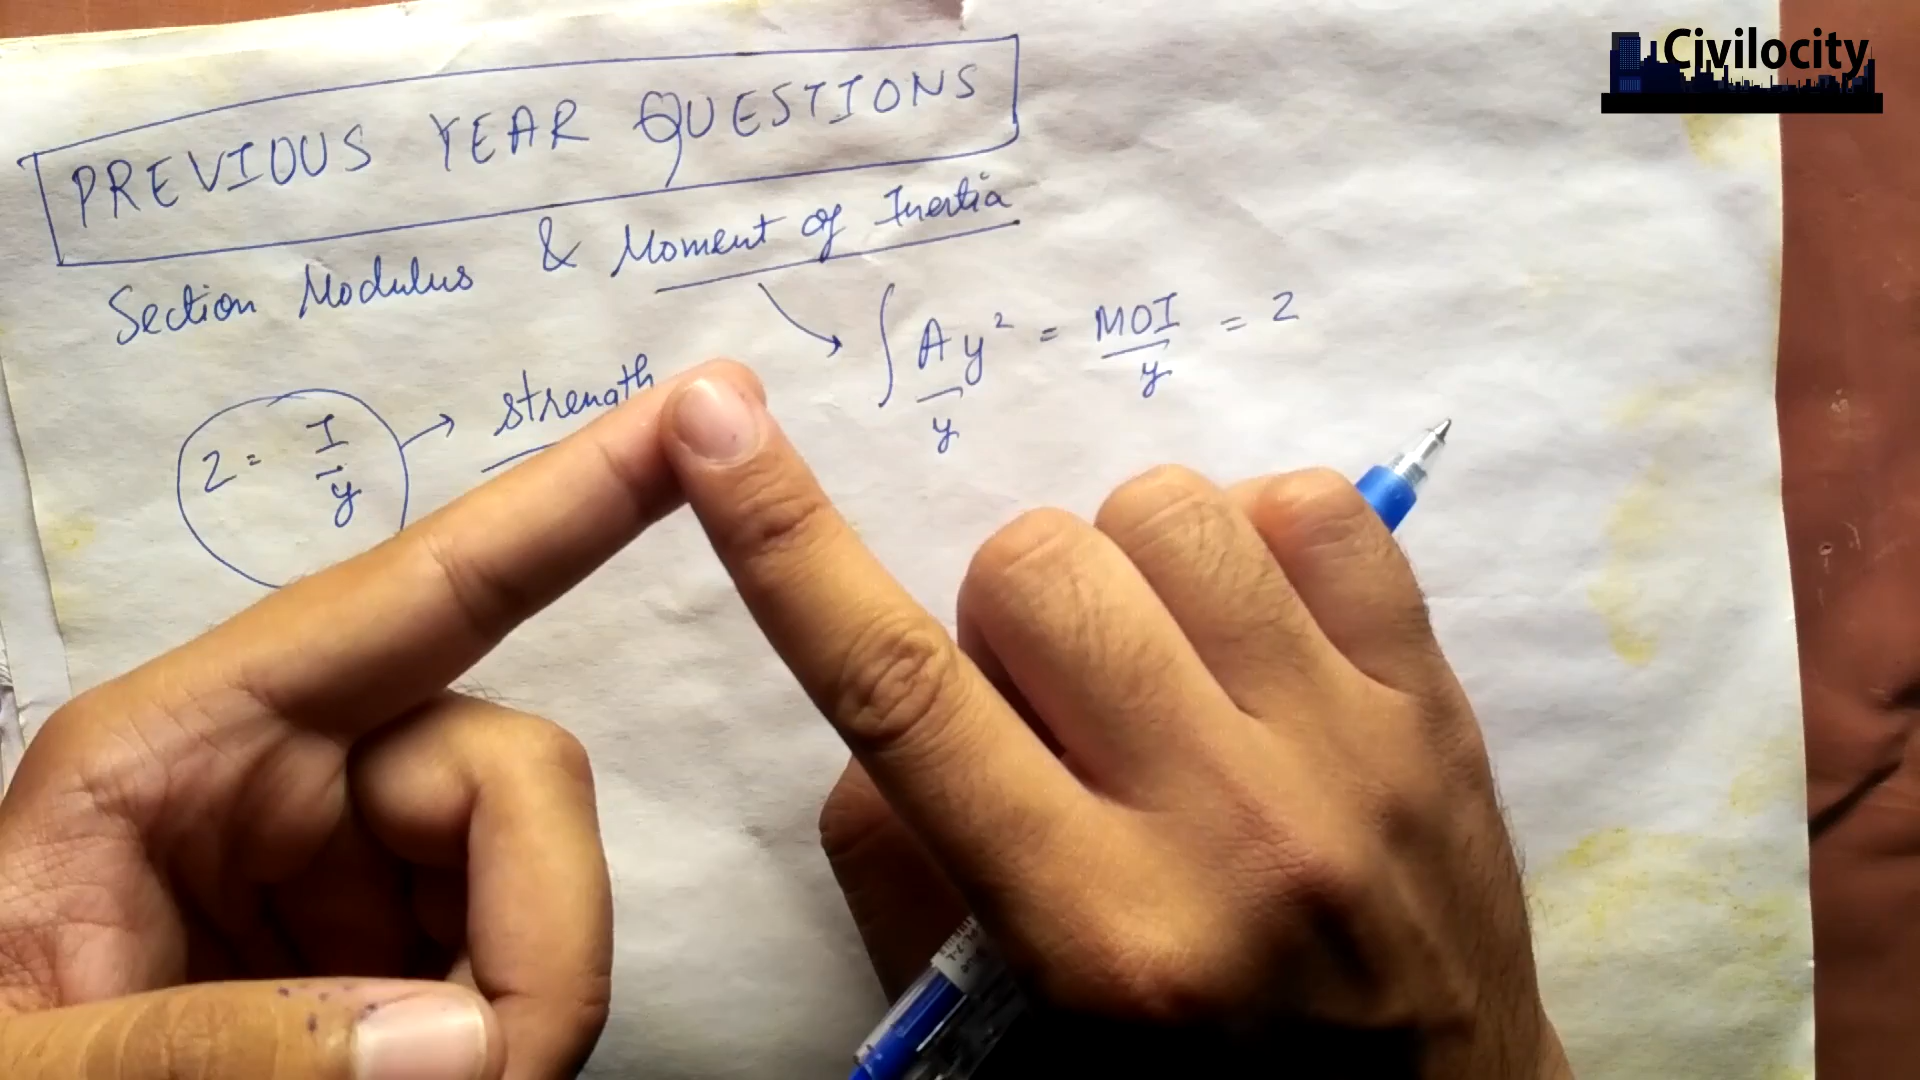 Civilocity
PREVIOUS YEAR QUESTIONS
Section Modulus & Moment of Inertia
∫ Ay² / y = MOI / y = Z
Z = I / y → strength